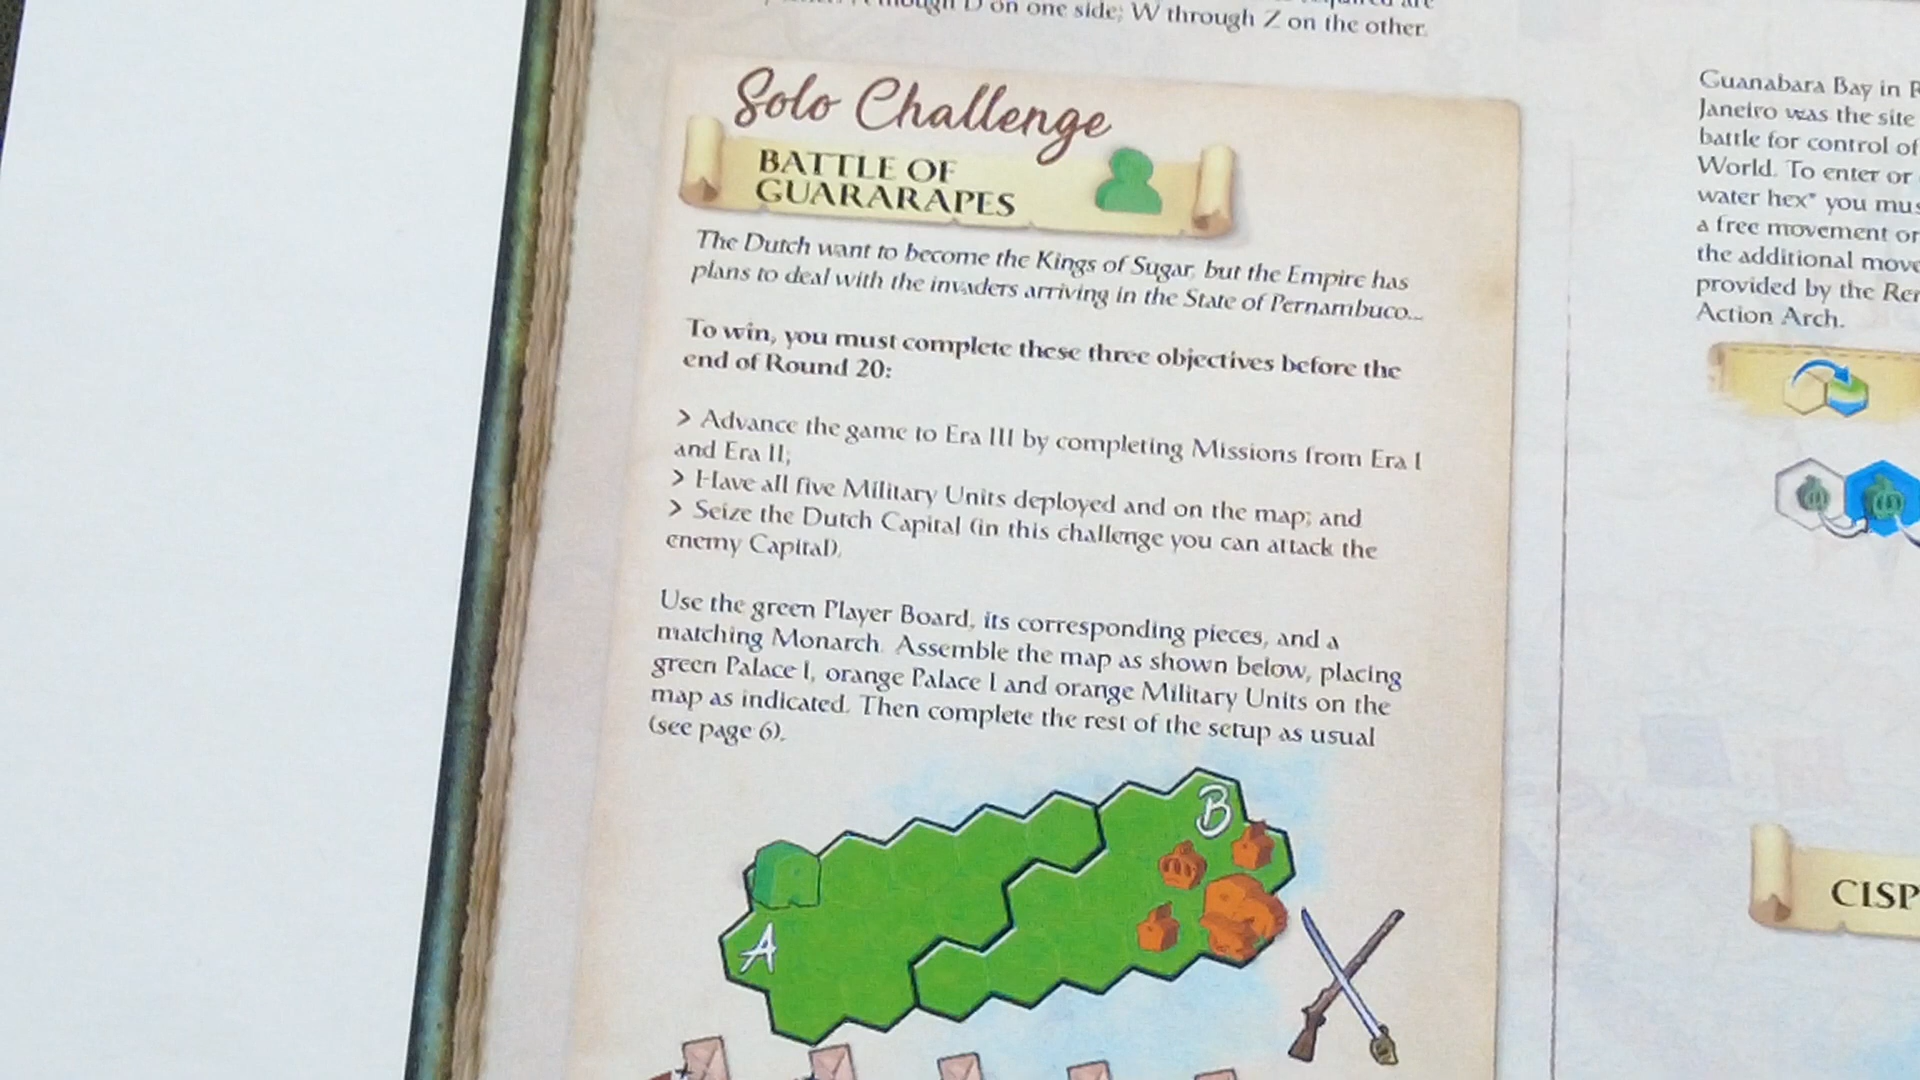 on one side; W through Z on the other.
Solo Challenge
BATTLE OF
GUARARAPES
The Dutch want to become the Kings of Sugar, but the Empire has
plans to deal with the invaders arriving in the State of Pernambuco...
To win, you must complete these three objectives before the
end of Round 20:
> Advance the game to Era III by completing Missions from Era I
and Era II;
> Have all five Military Units deployed and on the map; and
> Seize the Dutch Capital (in this challenge you can attack the
enemy Capital).
Use the green Player Board, its corresponding pieces, and a
matching Monarch. Assemble the map as shown below, placing
green Palace I, orange Palace I and orange Military Units on the
map as indicated. Then complete the rest of the setup as usual
(see page 6).
B
A
Guanabara Bay in
Janeiro was the site
battle for control of
World. To enter or
water hex* you
a free movement or
the additional
provided by the
Action Arch.